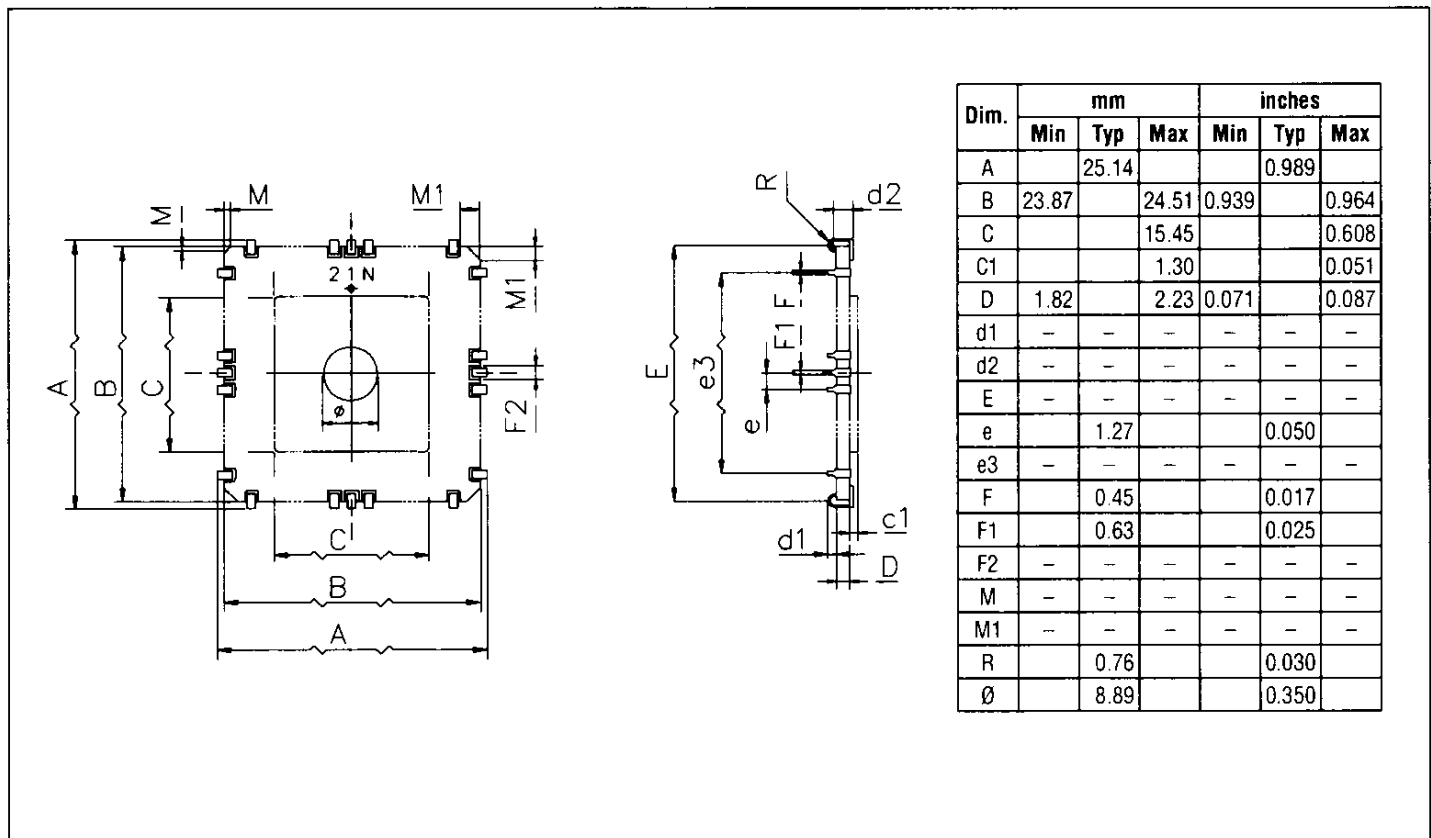 M
M1
M
M1
2 1 N
A
B
C
ø
F2
C
B
A
R
d2
E
e3
F1
F
e
d1
c1
D
Dim. mm inches
Min Typ Max Min Typ Max
A 25.14 0.989
B 23.87 24.51 0.939 0.964
C 15.45 0.608
C1 1.30 0.051
D 1.82 2.23 0.071 0.087
d1 – – – – – –
d2 – – – – – –
E – – – – – –
e 1.27 0.050
e3 – – – – – –
F 0.45 0.017
F1 0.63 0.025
F2 – – – – – –
M – – – – – –
M1 – – – – – –
R 0.76 0.030
Ø 8.89 0.350